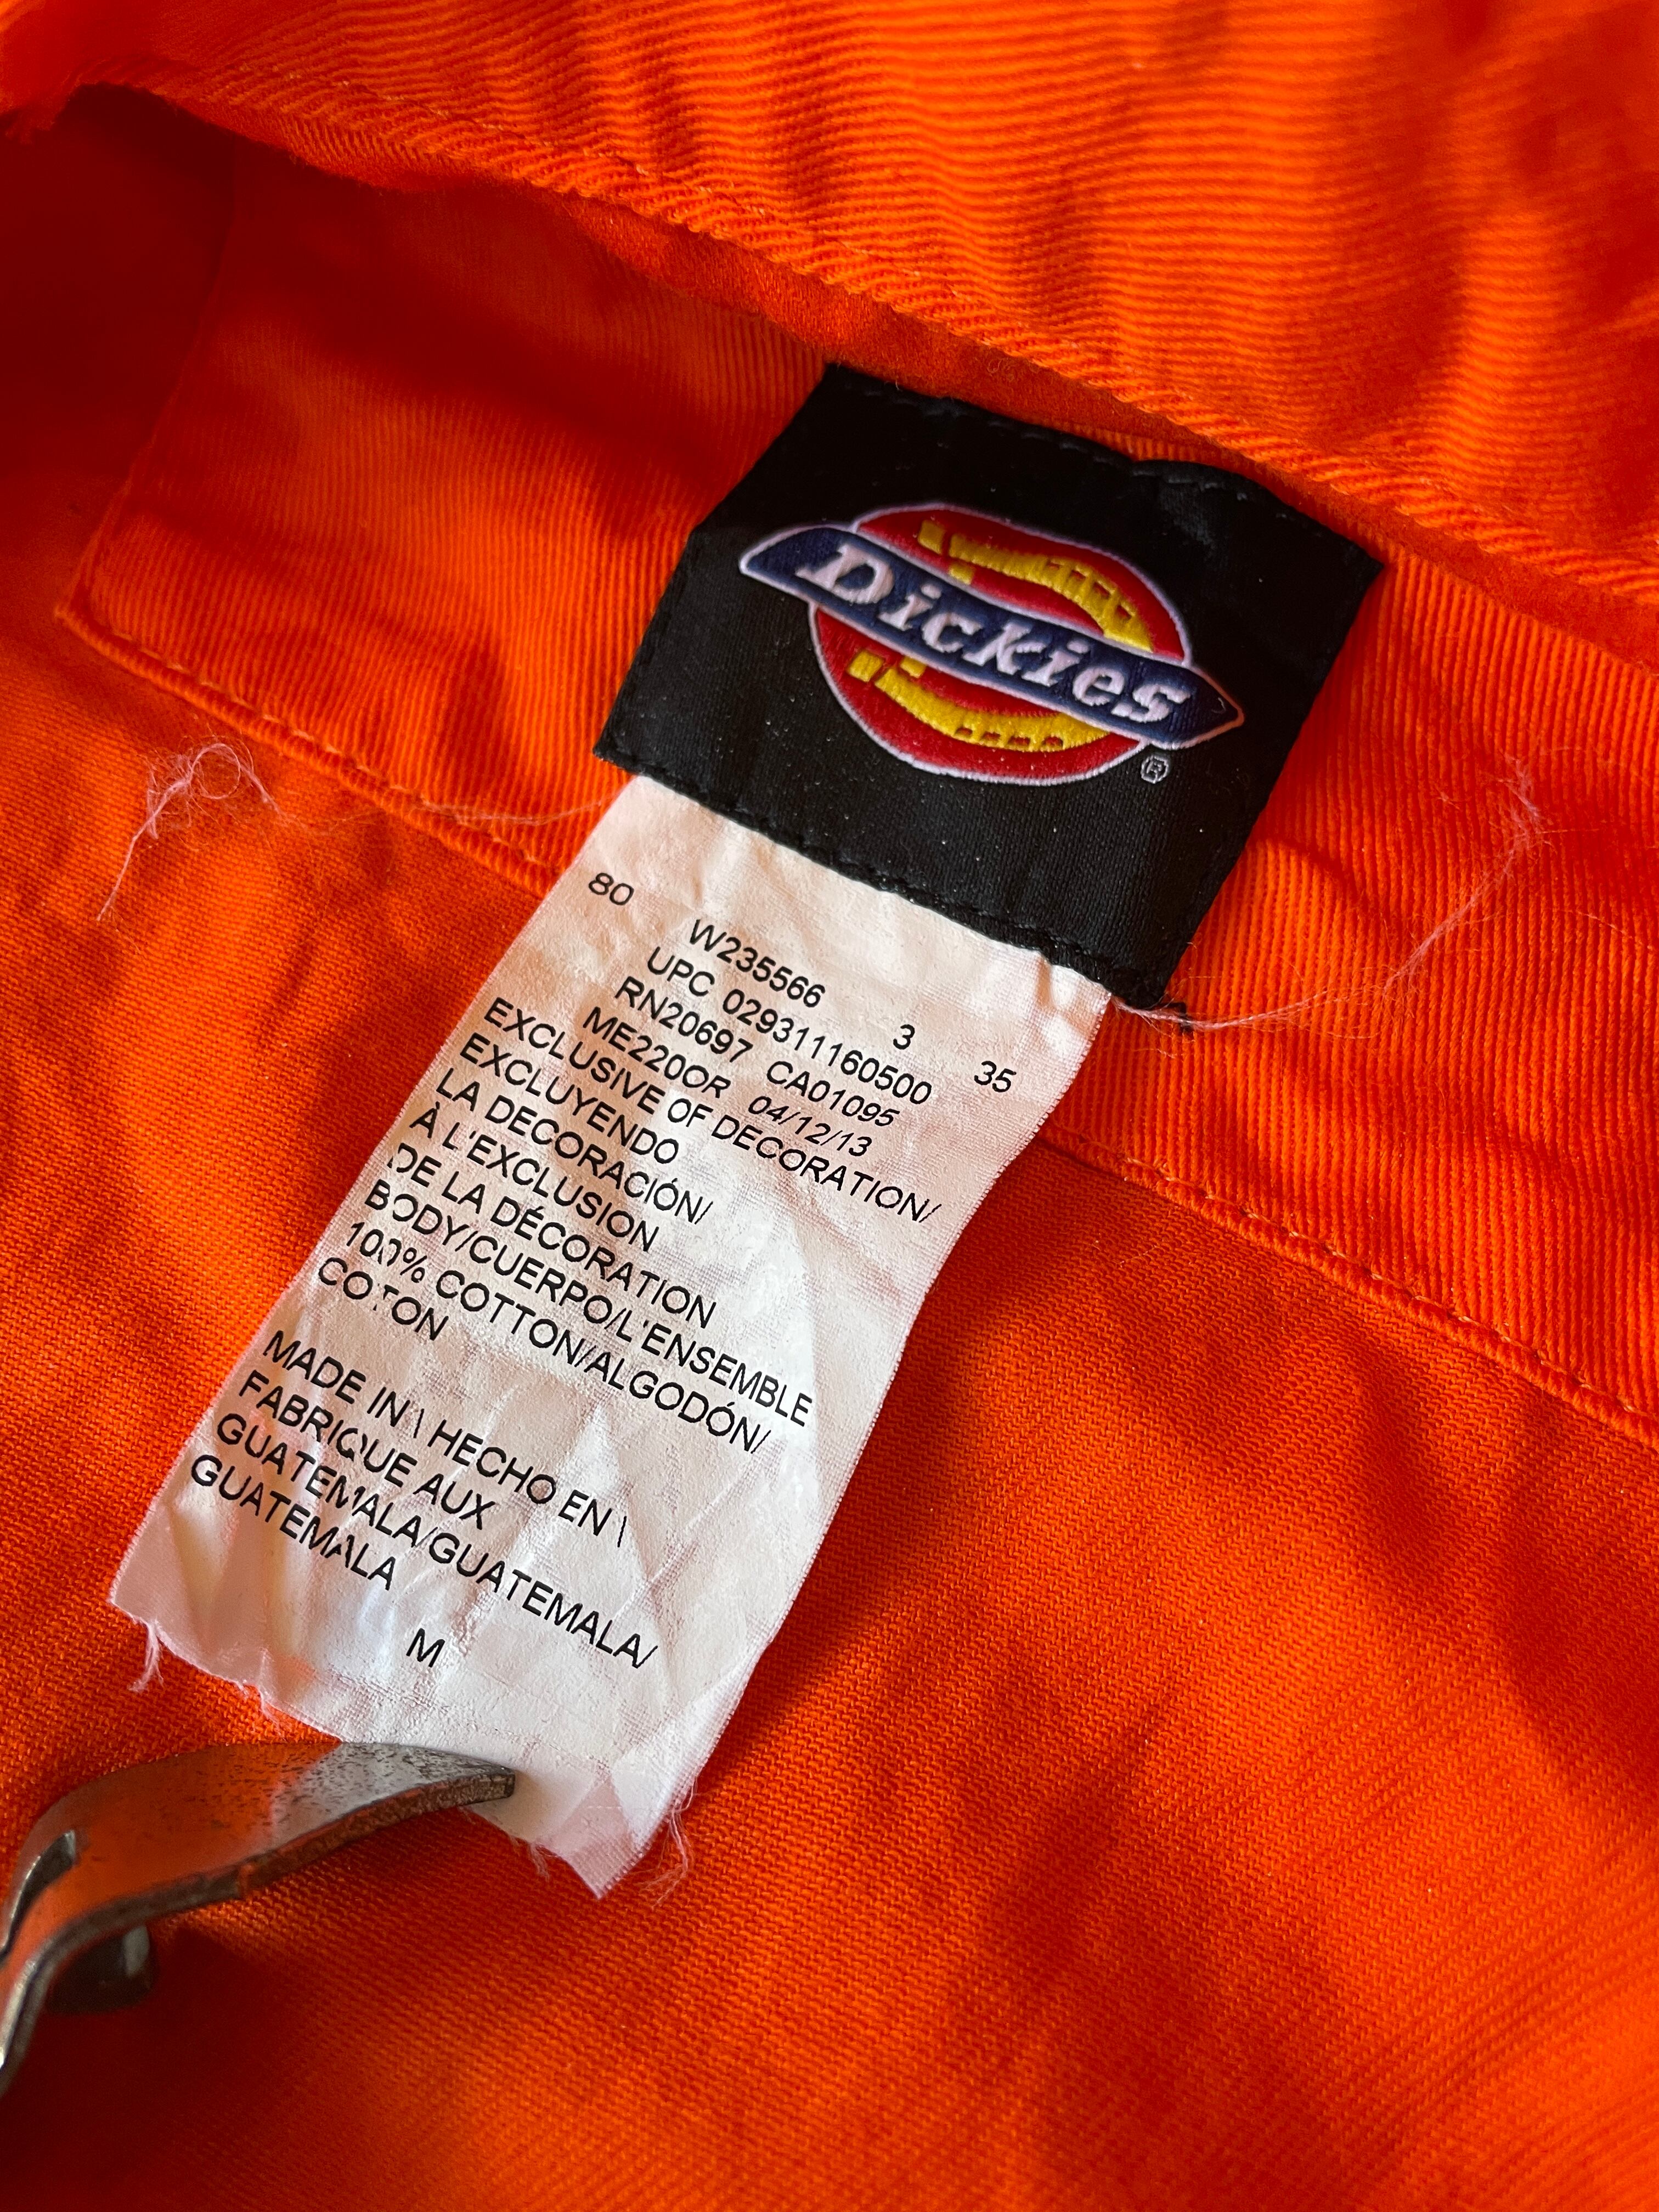 Dickies
®
80 W235566 3 35
UPC 029311160500
RN20697 CA01095
ME220OR 04/12/13
EXCLUSIVE OF DECORATION/
EXCLUYENDO
LA DECORACIÓN/
À L'EXCLUSION
DE LA DÉCORATION
BODY/CUERPO/L'ENSEMBLE
100% COTTON/ALGODÓN/
COTON
MADE IN \ HECHO EN \
FABRIQUE AUX
GUATEMALA/GUATEMALA/
GUATEMALA
M